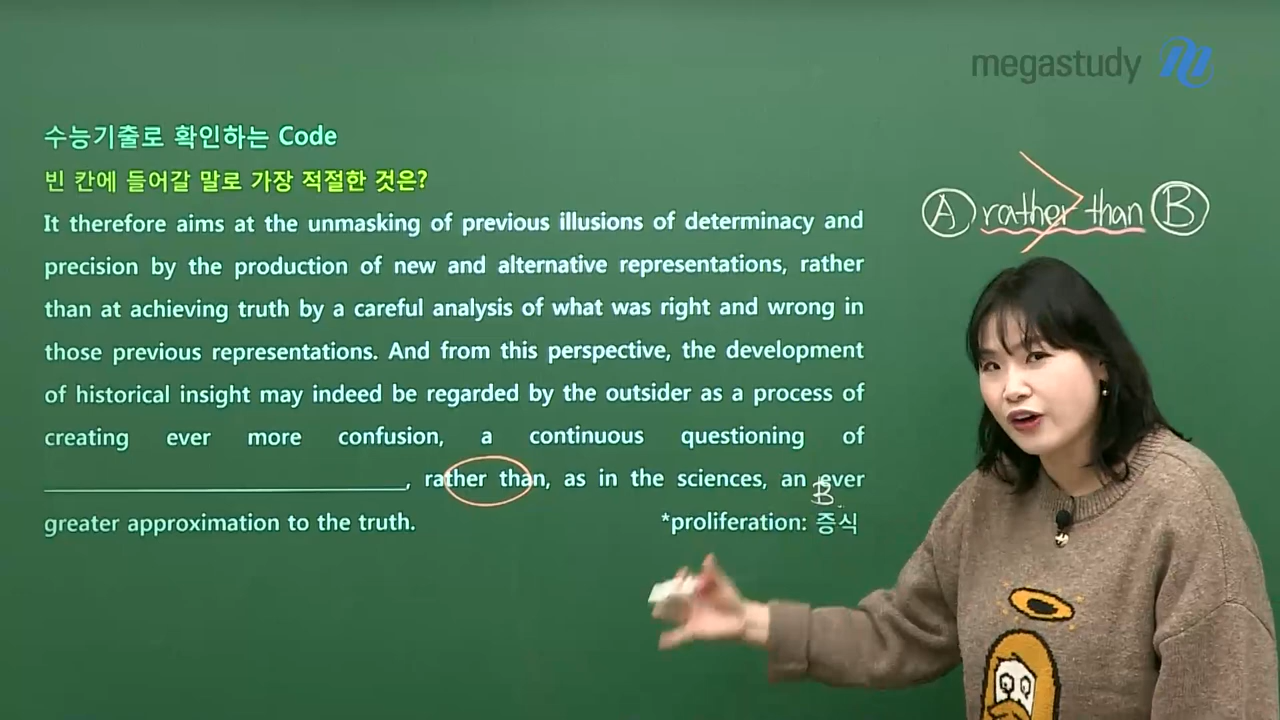 megastudy
수능기출로 확인하는 Code
빈 칸에 들어갈 말로 가장 적절한 것은?
It therefore aims at the unmasking of previous illusions of determinacy and
precision by the production of new and alternative representations, rather
than at achieving truth by a careful analysis of what was right and wrong in
those previous representations. And from this perspective, the development
of historical insight may indeed be regarded by the outsider as a process of
creating ever more confusion, a continuous questioning of
, rather than, as in the sciences, an ever
greater approximation to the truth.
*proliferation: 증식
B
A rather than B